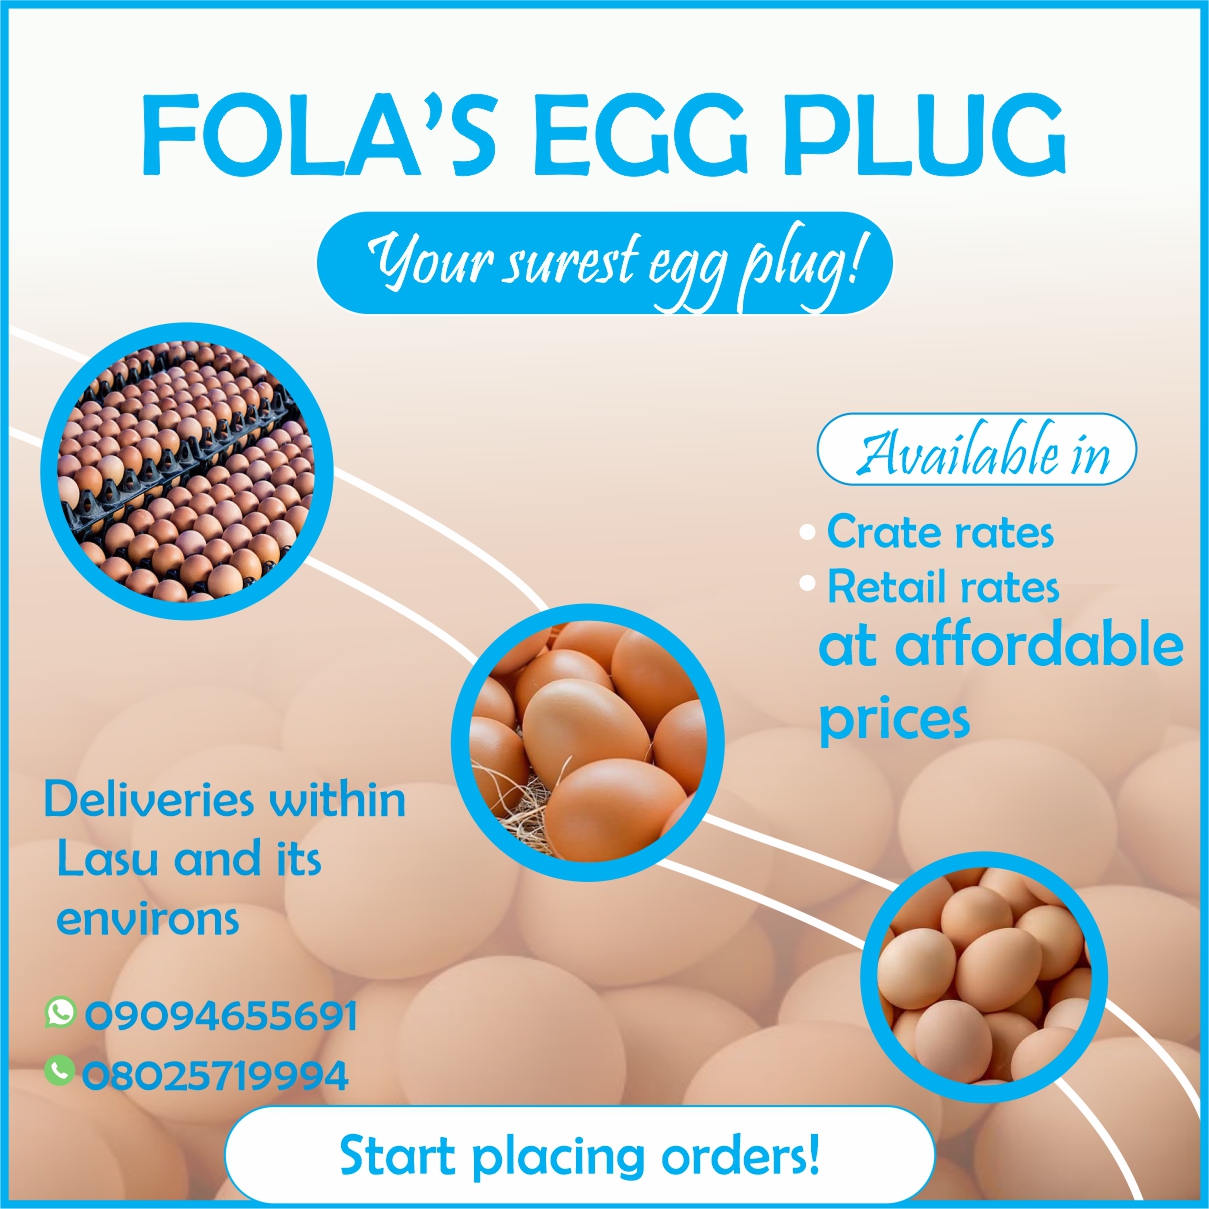 FOLA’S EGG PLUG
Your surest egg plug!
Available in
• Crate rates
• Retail rates
at affordable
prices
Deliveries within
Lasu and its
environs
09094655691
08025719994
Start placing orders!